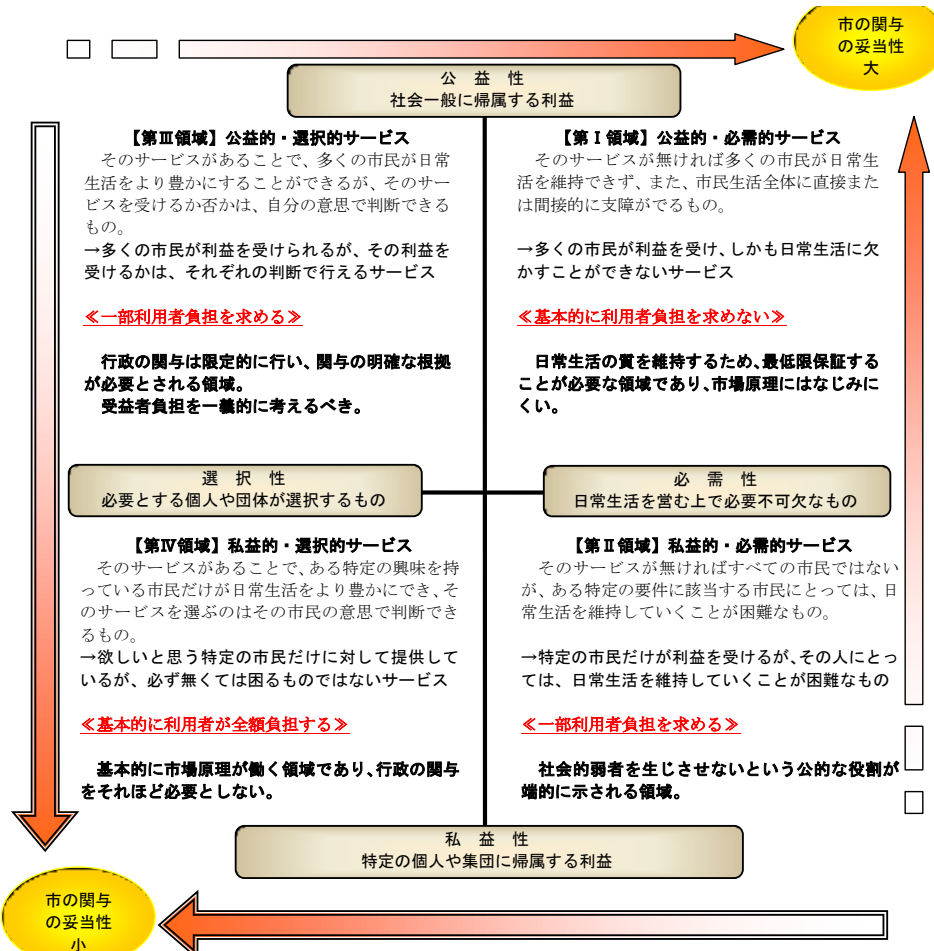 市の関与
の妥当性
大
公　益　性
社会一般に帰属する利益
【第Ⅲ領域】公益的・選択的サービス
そのサービスがあることで、多くの市民が日常
生活をより豊かにすることができるが、そのサー
ビスを受けるか否かは、自分の意思で判断できる
もの。
→多くの市民が利益を受けられるが、その利益を
受けるかは、それぞれの判断で行えるサービス
≪一部利用者負担を求める≫
行政の関与は限定的に行い、関与の明確な根拠
が必要とされる領域。
受益者負担を一義的に考えるべき。
【第Ⅰ領域】公益的・必需的サービス
そのサービスが無ければ多くの市民が日常生
活を維持できず、また、市民生活全体に直接また
は間接的に支障がでるもの。
→多くの市民が利益を受け、しかも日常生活に欠
かすことができないサービス
≪基本的に利用者負担を求めない≫
日常生活の質を維持するため、最低限保証する
ことが必要な領域であり、市場原理にはなじみに
くい。
選　択　性
必要とする個人や団体が選択するもの
必　需　性
日常生活を営む上で必要不可欠なもの
【第Ⅳ領域】私益的・選択的サービス
そのサービスがあることで、ある特定の興味を持
っている市民だけが日常生活をより豊かにでき、そ
のサービスを選ぶのはその市民の意思で判断でき
るもの。
→欲しいと思う特定の市民だけに対して提供して
いるが、必ず無くては困るものではないサービス
≪基本的に利用者が全額負担する≫
基本的に市場原理が働く領域であり、行政の関与
をそれほど必要としない。
【第Ⅱ領域】私益的・必需的サービス
そのサービスが無ければすべての市民ではない
が、ある特定の要件に該当する市民にとっては、日
常生活を維持していくことが困難なもの。
→特定の市民だけが利益を受けるが、その人にとっ
ては、日常生活を維持していくことが困難なもの
≪一部利用者負担を求める≫
社会的弱者を生じさせないという公的な役割が
端的に示される領域。
私　益　性
特定の個人や集団に帰属する利益
市の関与
の妥当性
小